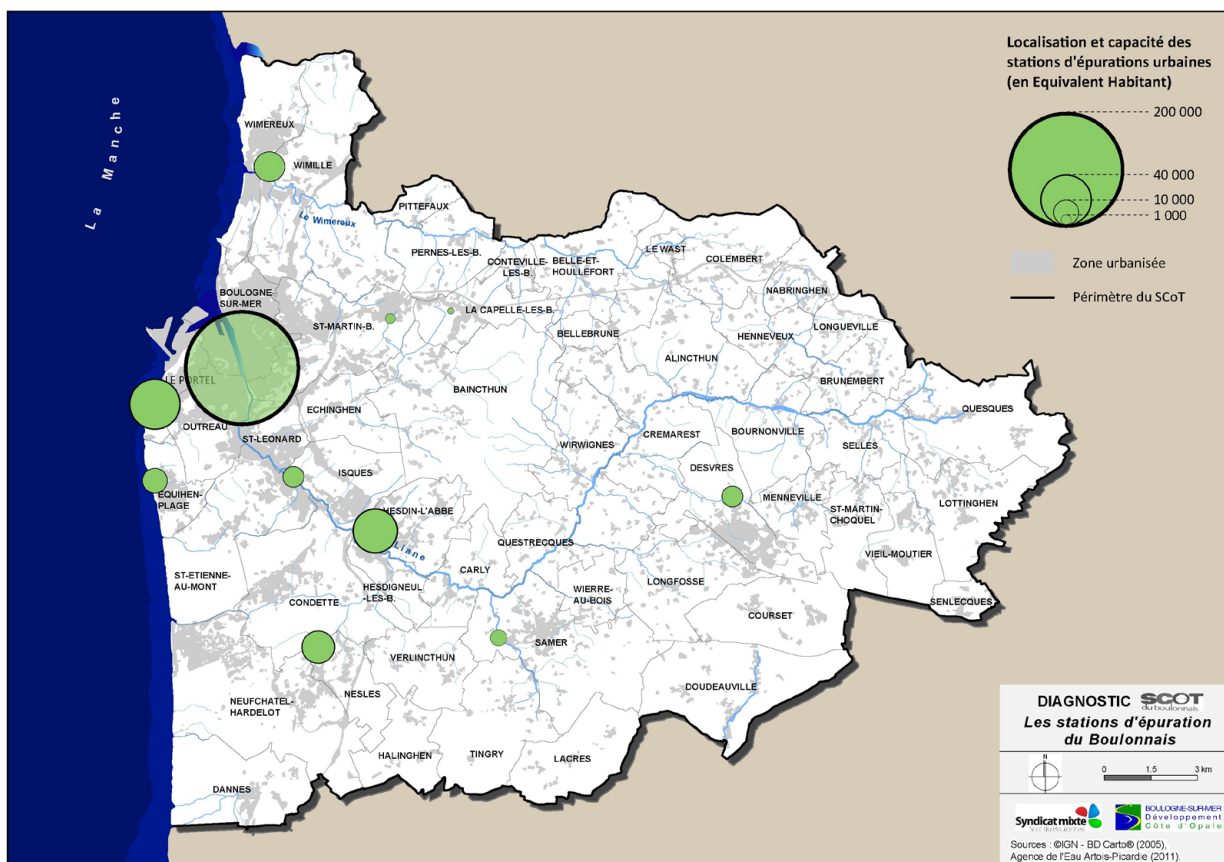 Localisation et capacité des
stations d'épurations urbaines
(en Equivalent Habitant)
200 000
40 000
10 000
1 000
Zone urbanisée
Périmètre du SCoT
La Manche
WIMEREUX
WIMILLE
Le Wimereux
PITTEFAUX
PERNES-LES-B.
CONTEVILLE-
LES-B.
BELLE-ET-
HOULLEFORT
LE WAST
COLEMBERT
NABRINGHEN
LONGUEVILLE
HENNEVEUX
BRUNEMBERT
BOULOGNE-
SUR-MER
ST-MARTIN-B.
LA CAPELLE-LES-B.
BELLEBRUNE
ALINCTHUN
BAINCTHUN
LE PORTEL
OUTREAU
ECHINGHEN
ST-LEONARD
ISQUES
WIRWIGNES
CREMAREST
BOURNONVILLE
SELLES
QUESQUES
DESVRES
MENNEVILLE
ST-MARTIN-
CHOQUEL
LOTTINGHEN
EQUIHEN-
PLAGE
HESDIN-L'ABBE
Liane
QUESTRECQUES
VIEIL-MOUTIER
ST-ETIENNE-
AU-MONT
CONDETTE
HESDIGNEUL
-LES-B.
CARLY
WIERRE-
AU-BOIS
LONGFOSSE
SENLECQUES
COURSET
SAMER
VERLINCTHUN
NESLES
NEUFCHATEL-
HARDELOT
DOUDEAUVILLE
HALINGHEN
TINGRY
LACRES
DANNES
DIAGNOSTIC SCOT
du boulonnais
Les stations d'épuration
du Boulonnais
N
0 1.5 3 km
Syndicat mixte
Scot du Boulonnais
BOULOGNE-SUR-MER
Développement
Côte d'Opale
Sources : ©IGN - BD Carto® (2005),
Agence de l'Eau Artois-Picardie (2011).